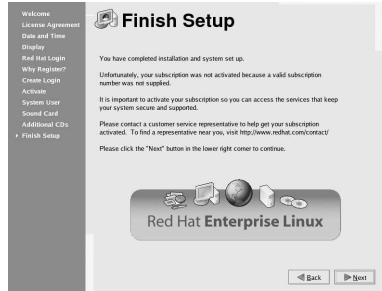 Welcome
License Agreement
Date and Time
Display
Red Hat Login
Why Register?
Create Login
Activate
System User
Sound Card
Additional CDs
Finish Setup
Finish Setup
You have completed installation and system set up.
Unfortunately, your subscription was not activated because a valid subscription
number was not supplied.
It is important to activate your subscription so you can access the services that keep
your system secure and supported.
Please contact a customer service representative to help get your subscription
activated. To find a representative near you, visit http://www.redhat.com/contact/
Please click the "Next" button in the lower right corner to continue.
Red Hat Enterprise Linux
Back
Next